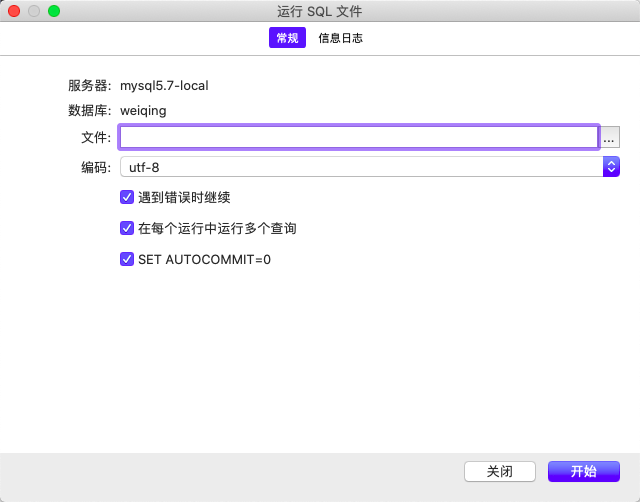 运行 SQL 文件
常规 信息日志
服务器: mysql5.7-local
数据库: weiqing
文件: ...
编码: utf-8
遇到错误时继续
在每个运行中运行多个查询
SET AUTOCOMMIT=0
关闭 开始